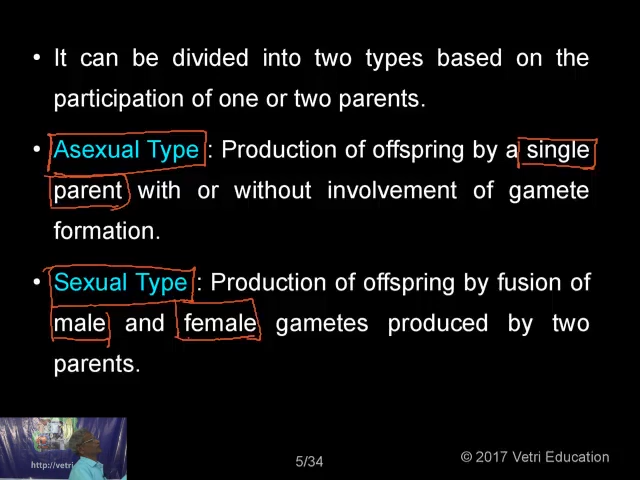 • It can be divided into two types based on the
participation of one or two parents.
• Asexual Type : Production of offspring by a single
parent with or without involvement of gamete
formation.
• Sexual Type : Production of offspring by fusion of
male and female gametes produced by two
parents.
http://vetri
5/34
© 2017 Vetri Education